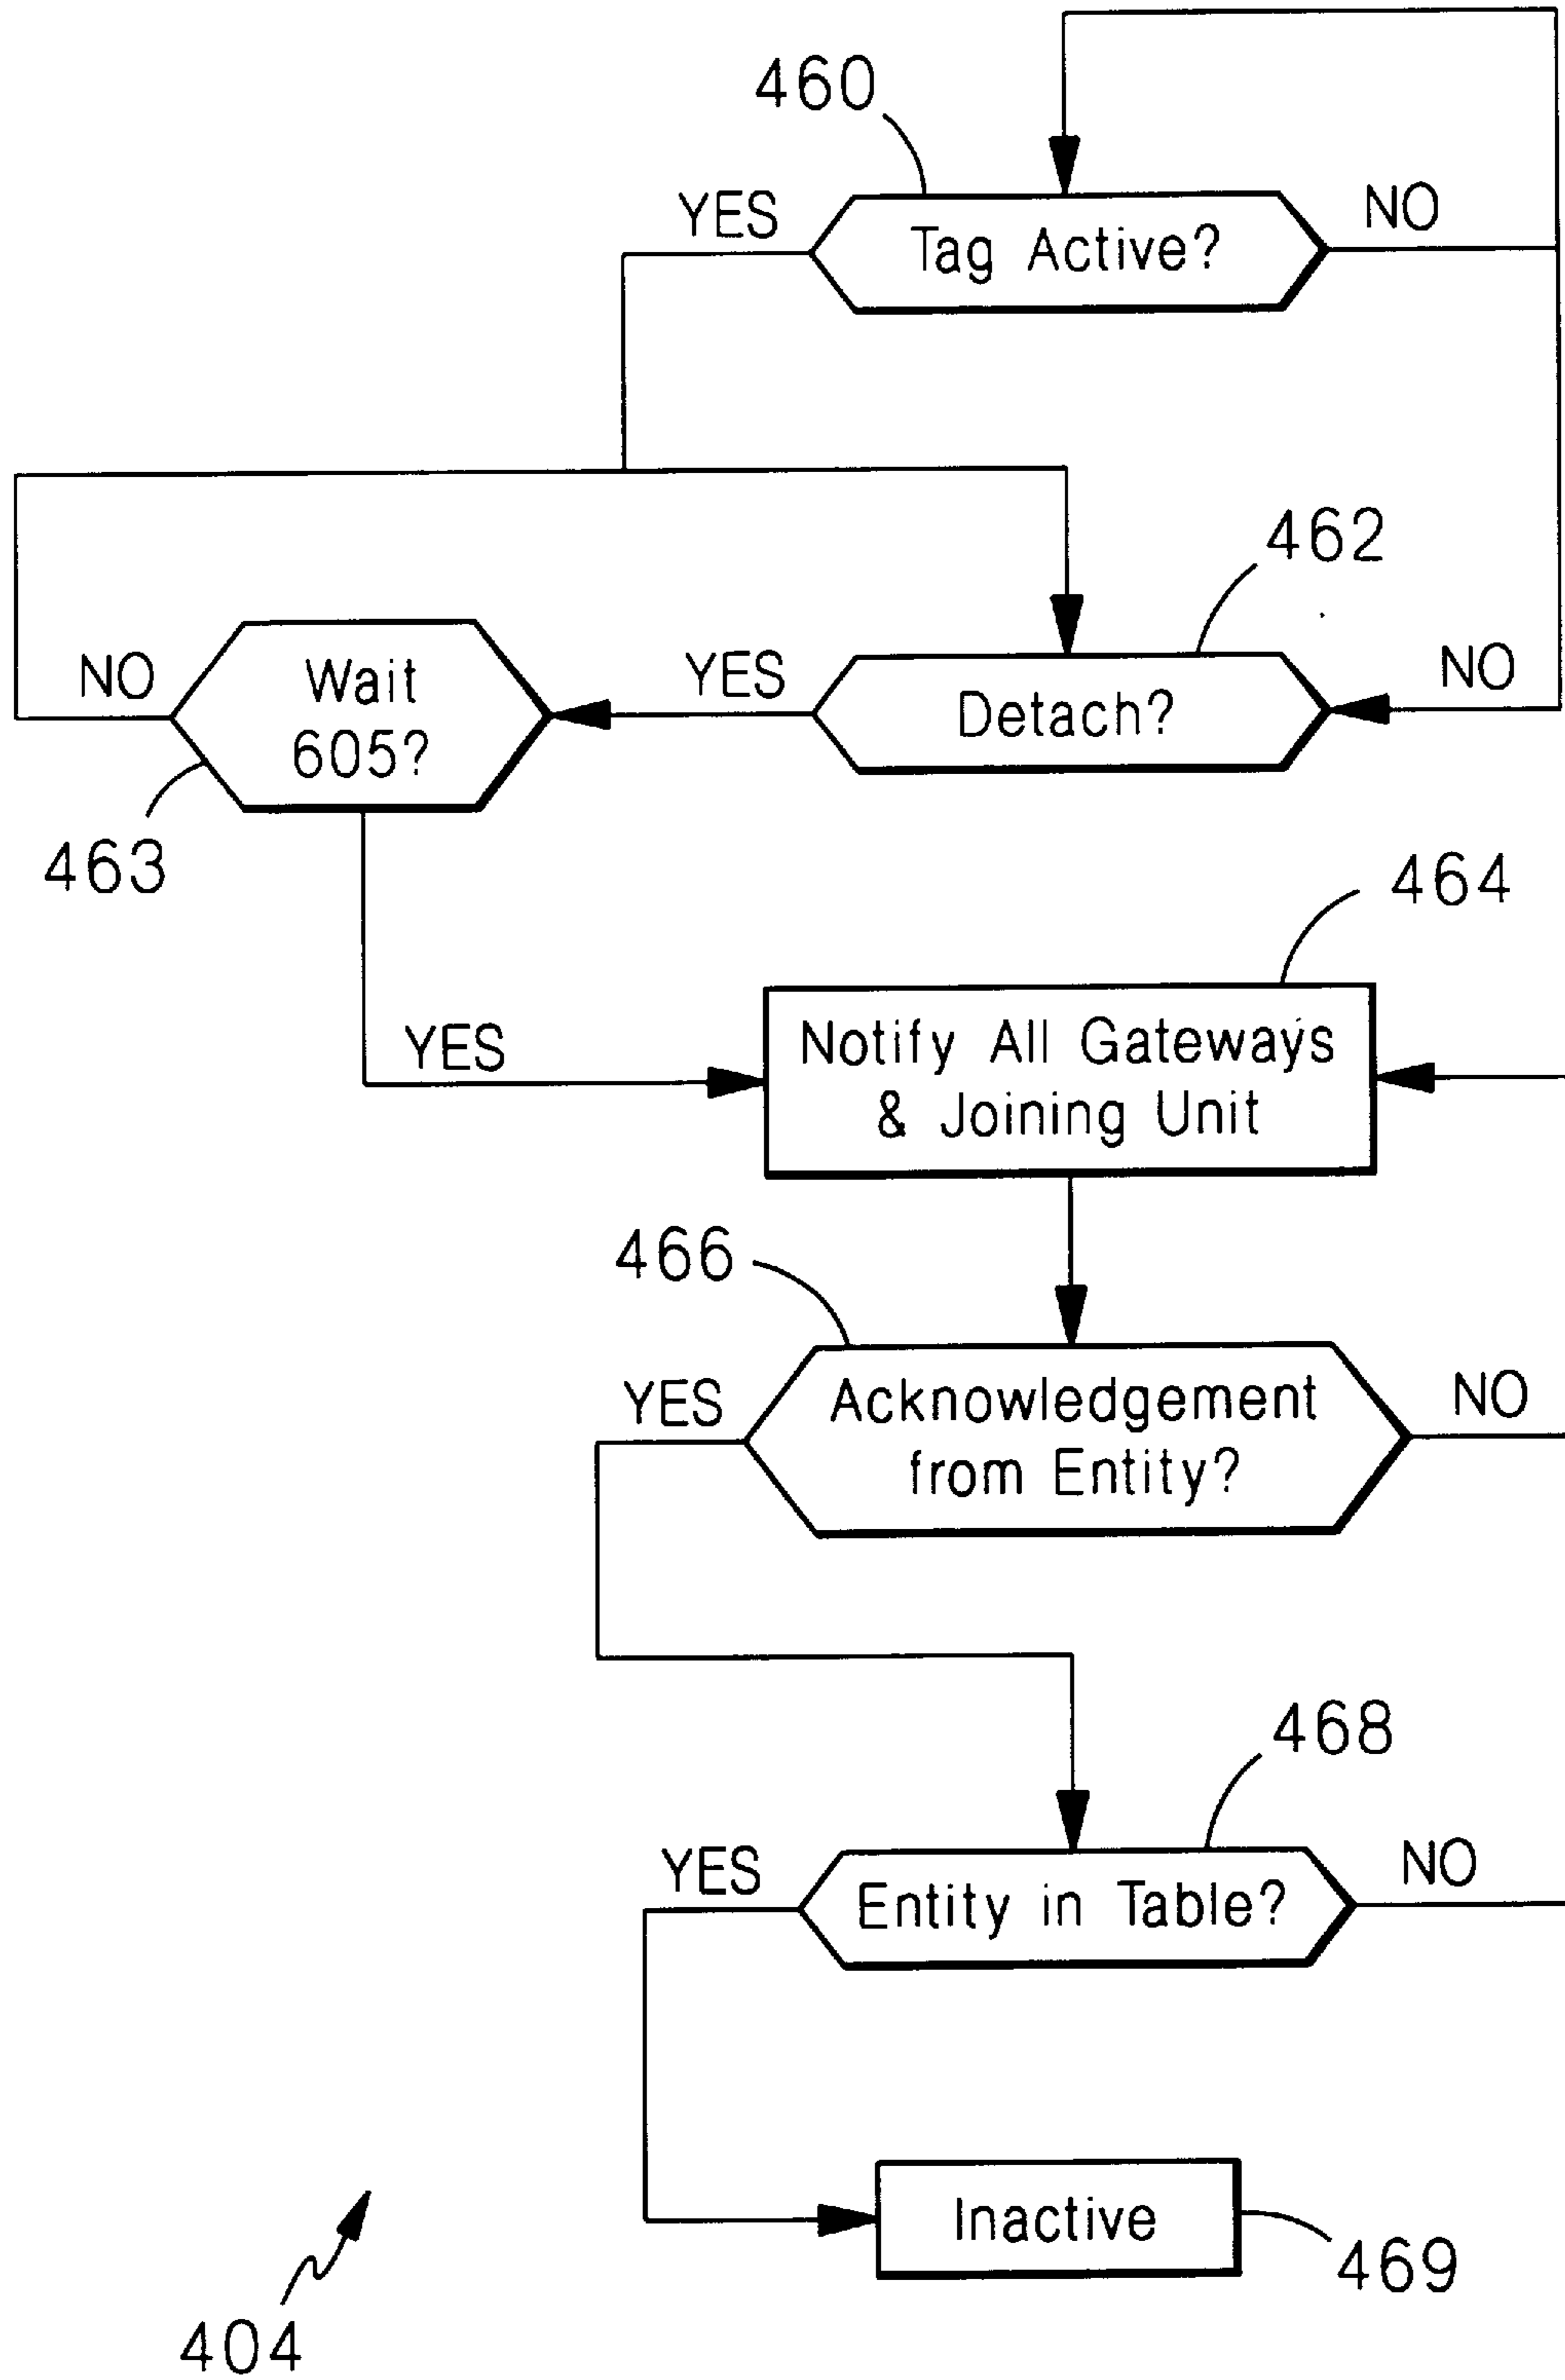 460
YES
Tag Active?
NO
462
NO
Wait
605?
YES
Detach?
NO
463
464
YES
Notify All Gateways
& Joining Unit
466
YES
Acknowledgement
from Entity?
NO
468
YES
Entity in Table?
NO
Inactive
469
404